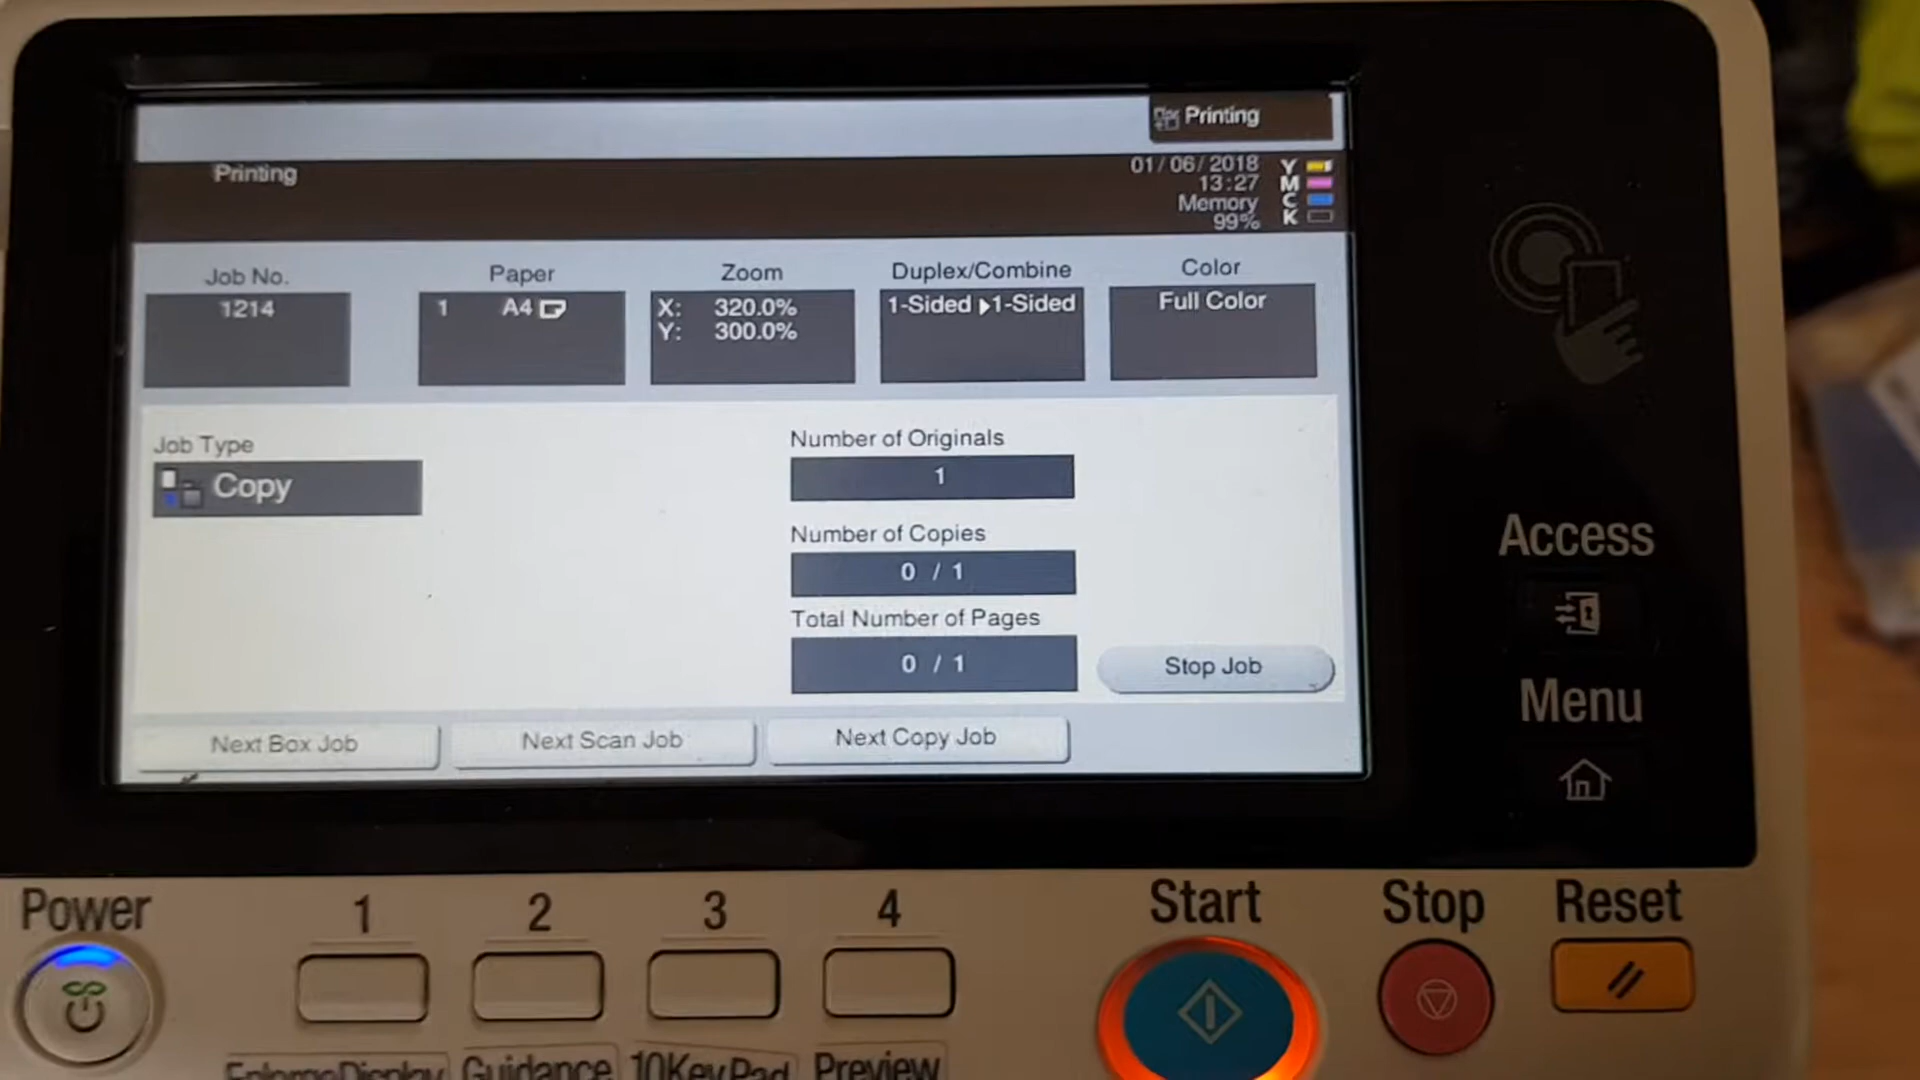 Printing
Printing
01/06/2018
13:27
Memory
99%
Y
M
C
K
Job No.
1214
Paper
1 A4
Zoom
X: 320.0%
Y: 300.0%
Duplex/Combine
1-Sided ▶1-Sided
Color
Full Color
Job Type
Copy
Number of Originals
1
Number of Copies
0 / 1
Total Number of Pages
0 / 1
Stop Job
Next Box Job
Next Scan Job
Next Copy Job
Access
Menu
Power
1
2
3
4
Start
Stop
Reset
EnlargeDisplay
Guidance
10KeyPad
Preview